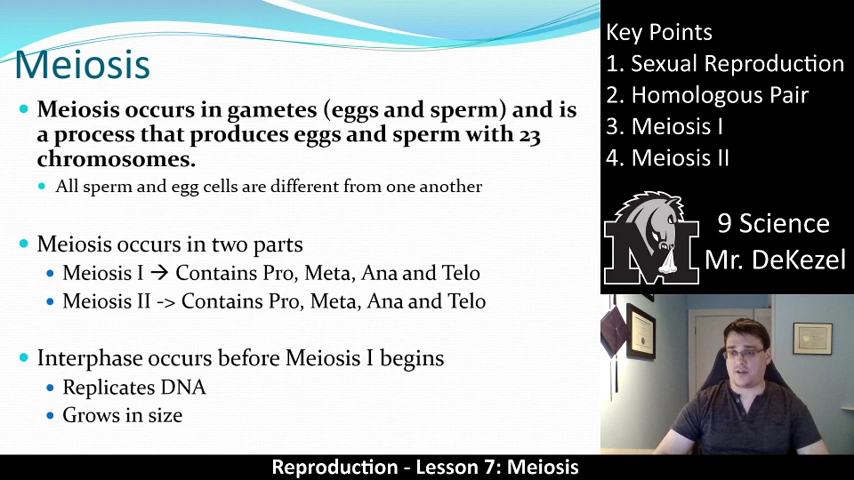 Meiosis
• Meiosis occurs in gametes (eggs and sperm) and is
a process that produces eggs and sperm with 23
chromosomes.
• All sperm and egg cells are different from one another
• Meiosis occurs in two parts
• Meiosis I → Contains Pro, Meta, Ana and Telo
• Meiosis II -> Contains Pro, Meta, Ana and Telo
• Interphase occurs before Meiosis I begins
• Replicates DNA
• Grows in size
Key Points
1. Sexual Reproduction
2. Homologous Pair
3. Meiosis I
4. Meiosis II
M
9 Science
Mr. DeKezel
Reproduction - Lesson 7: Meiosis